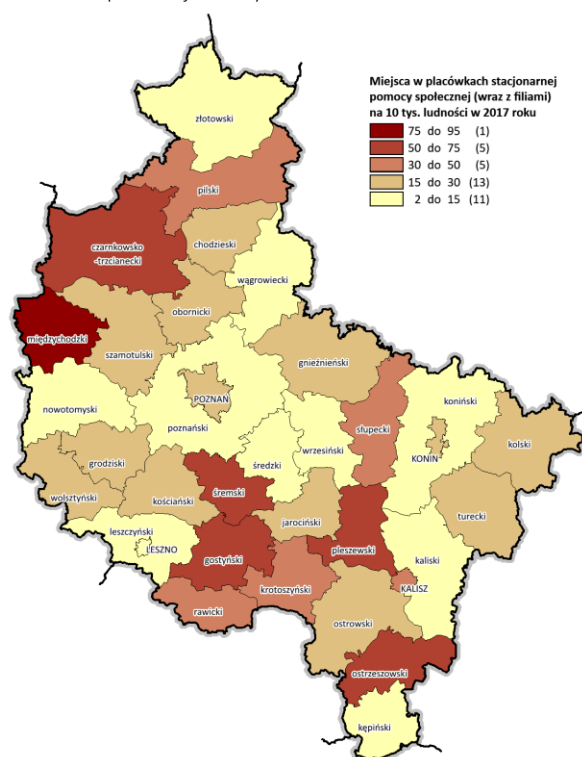 złotowski
Miejsca w placówkach stacjonarnej
pomocy społecznej (wraz z filiami)
na 10 tys. ludności w 2017 roku
75 do 95 (1)
50 do 75 (5)
30 do 50 (5)
15 do 30 (13)
2 do 15 (11)
pilski
czarnkowsko
-trzcianecki
chodzieski
wągrowiecki
obornicki
międzychodzki
szamotulski
gnieźnieński
nowotomyski
POZNAŃ
poznański
słupecki
koniński
kolski
wrzesiński
KONIN
grodziski
średzki
wolsztyński
kościański
śremski
jarociński
turecki
leszczyński
LESZNO
gostyński
pleszewski
kaliski
krotoszyński
KALISZ
rawicki
ostrowski
ostrzeszowski
kępiński